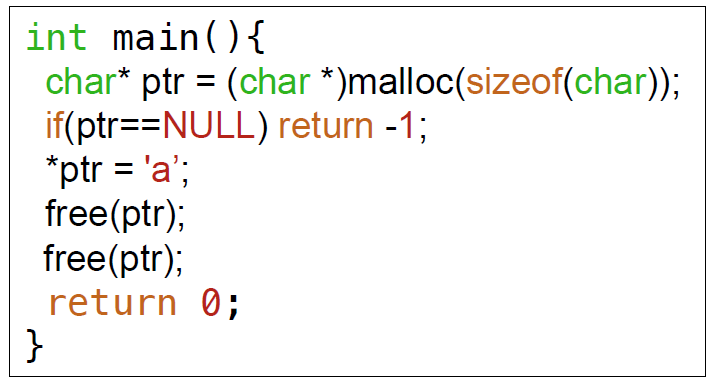 int main(){
char* ptr = (char *)malloc(sizeof(char));
if(ptr==NULL) return -1;
*ptr = 'a’;
free(ptr);
free(ptr);
return 0;
}